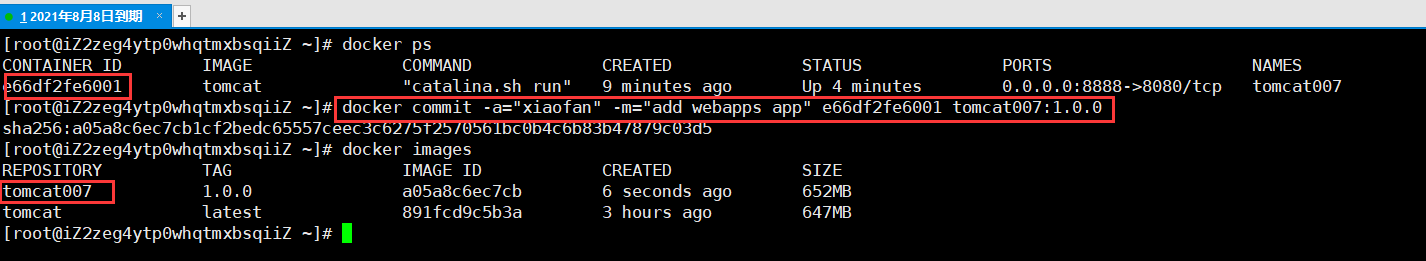 1 2021年8月8日到期 × +
[root@iZ2zeg4ytp0whqtmxbsqiiZ ~]# docker ps
CONTAINER ID IMAGE COMMAND CREATED STATUS PORTS NAMES
e66df2fe6001 tomcat "catalina.sh run" 9 minutes ago Up 4 minutes 0.0.0.0:8888->8080/tcp tomcat007
[root@iZ2zeg4ytp0whqtmxbsqiiZ ~]# docker commit -a="xiaofan" -m="add webapps app" e66df2fe6001 tomcat007:1.0.0
sha256:a05a8c6ec7cb1cf2bedc65557ceec3c6275f2570561bc0b4c6b83b47879c03d5
[root@iZ2zeg4ytp0whqtmxbsqiiZ ~]# docker images
REPOSITORY TAG IMAGE ID CREATED SIZE
tomcat007 1.0.0 a05a8c6ec7cb 6 seconds ago 652MB
tomcat latest 891fcd9c5b3a 3 hours ago 647MB
[root@iZ2zeg4ytp0whqtmxbsqiiZ ~]#